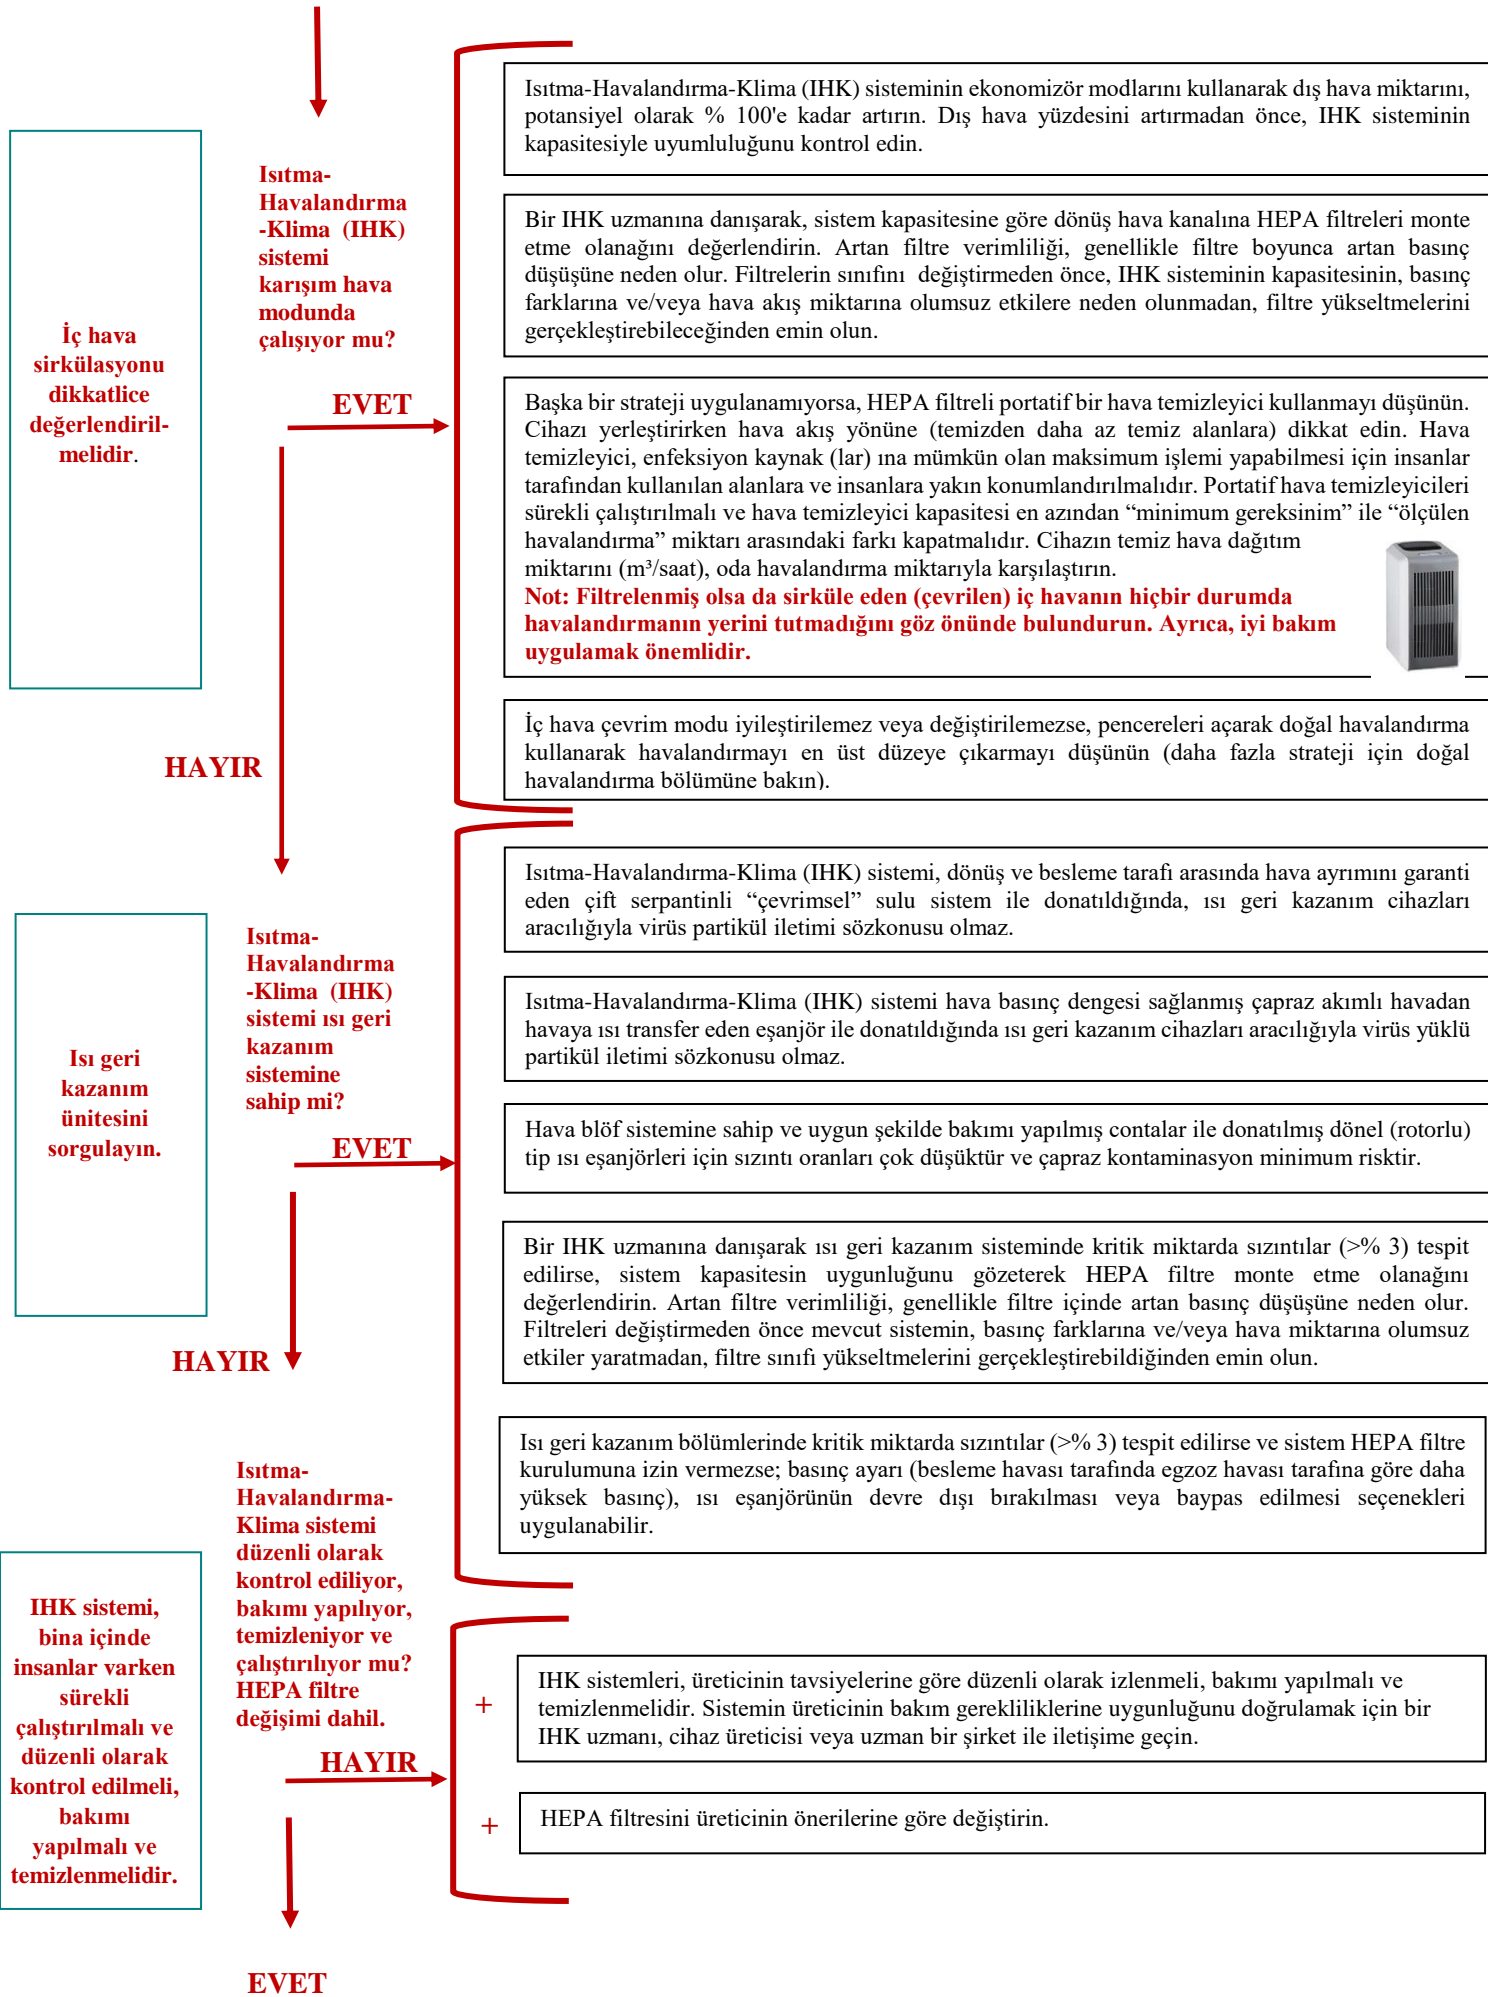 Isıtma-Havalandırma-Klima (IHK) sisteminin ekonomizör modlarını kullanarak dış hava miktarını,
potansiyel olarak % 100'e kadar artırın. Dış hava yüzdesini artırmadan önce, IHK sisteminin
kapasitesiyle uyumluluğunu kontrol edin.
Isıtma-
Havalandırma
-Klima (IHK)
sistemi
karışım hava
modunda
çalışıyor mu?
Bir IHK uzmanına danışarak, sistem kapasitesine göre dönüş hava kanalına HEPA filtreleri monte
etme olanağını değerlendirin. Artan filtre verimliliği, genellikle filtre boyunca artan basınç
düşüşüne neden olur. Filtrelerin sınıfını değiştirmeden önce, IHK sisteminin kapasitesinin, basınç
farklarına ve/veya hava akış miktarına olumsuz etkilere neden olunmadan, filtre yükseltmelerini
gerçekleştirebileceğinden emin olun.
İç hava
sirkülasyonu
dikkatlice
değerlendiril-
melidir.
EVET
Başka bir strateji uygulanamıyorsa, HEPA filtreli portatif bir hava temizleyici kullanmayı düşünün.
Cihazı yerleştirirken hava akış yönüne (temizden daha az temiz alanlara) dikkat edin. Hava
temizleyici, enfeksiyon kaynak (lar) ına mümkün olan maksimum işlemi yapabilmesi için insanlar
tarafından kullanılan alanlara ve insanlara yakın konumlandırılmalıdır. Portatif hava temizleyicileri
sürekli çalıştırılmalı ve hava temizleyici kapasitesi en azından “minimum gereksinim” ile “ölçülen
havalandırma” miktarı arasındaki farkı kapatmalıdır. Cihazın temiz hava dağıtım
miktarını (m³/saat), oda havalandırma miktarıyla karşılaştırın.
Not: Filtrelenmiş olsa da sirküle eden (çevrilen) iç havanın hiçbir durumda
havalandırmanın yerini tutmadığını göz önünde bulundurun. Ayrıca, iyi bakım
uygulamak önemlidir.
İç hava çevrim modu iyileştirilemez veya değiştirilemezse, pencereleri açarak doğal havalandırma
kullanarak havalandırmayı en üst düzeye çıkarmayı düşünün (daha fazla strateji için doğal
havalandırma bölümüne bakın).
HAYIR
Isıtma-Havalandırma-Klima (IHK) sistemi, dönüş ve besleme tarafı arasında hava ayrımını garanti
eden çift serpantinli “çevrimsel” sulu sistem ile donatıldığında, ısı geri kazanım cihazları
aracılığıyla virüs partikül iletimi sözkonusu olmaz.
Isıtma-
Havalandırma
-Klima (IHK)
sistemi ısı geri
kazanım
sistemine
sahip mi?
Isıtma-Havalandırma-Klima (IHK) sistemi hava basınç dengesi sağlanmış çapraz akımlı havadan
havaya ısı transfer eden eşanjör ile donatıldığında ısı geri kazanım cihazları aracılığıyla virüs yüklü
partikül iletimi sözkonusu olmaz.
Isı geri
kazanım
ünitesini
sorgulayın.
EVET
Hava blöf sistemine sahip ve uygun şekilde bakımı yapılmış contalar ile donatılmış dönel (rotorlu)
tip ısı eşanjörleri için sızıntı oranları çok düşüktür ve çapraz kontaminasyon minimum risktir.
Bir IHK uzmanına danışarak ısı geri kazanım sisteminde kritik miktarda sızıntılar (>% 3) tespit
edilirse, sistem kapasitesin uygunluğunu gözeterek HEPA filtre monte etme olanağını
değerlendirin. Artan filtre verimliliği, genellikle filtre içinde artan basınç düşüşüne neden olur.
Filtreleri değiştirmeden önce mevcut sistemin, basınç farklarına ve/veya hava miktarına olumsuz
etkiler yaratmadan, filtre sınıfı yükseltmelerini gerçekleştirebildiğinden emin olun.
HAYIR
Isı geri kazanım bölümlerinde kritik miktarda sızıntılar (>% 3) tespit edilirse ve sistem HEPA filtre
kurulumuna izin vermezse; basınç ayarı (besleme havası tarafında egzoz havası tarafına göre daha
yüksek basınç), ısı eşanjörünün devre dışı bırakılması veya baypas edilmesi seçenekleri
uygulanabilir.
Isıtma-
Havalandırma-
Klima sistemi
düzenli olarak
kontrol ediliyor,
bakımı yapılıyor,
temizleniyor ve
çalıştırılıyor mu?
HEPA filtre
değişimi dahil.
IHK sistemi,
bina içinde
insanlar varken
sürekli
çalıştırılmalı ve
düzenli olarak
kontrol edilmeli,
bakımı
yapılmalı ve
temizlenmelidir.
HAYIR
+
IHK sistemleri, üreticinin tavsiyelerine göre düzenli olarak izlenmeli, bakımı yapılmalı ve
temizlenmelidir. Sistemin üreticinin bakım gerekliliklerine uygunluğunu doğrulamak için bir
IHK uzmanı, cihaz üreticisi veya uzman bir şirket ile iletişime geçin.
+
HEPA filtresini üreticinin önerilerine göre değiştirin.
EVET